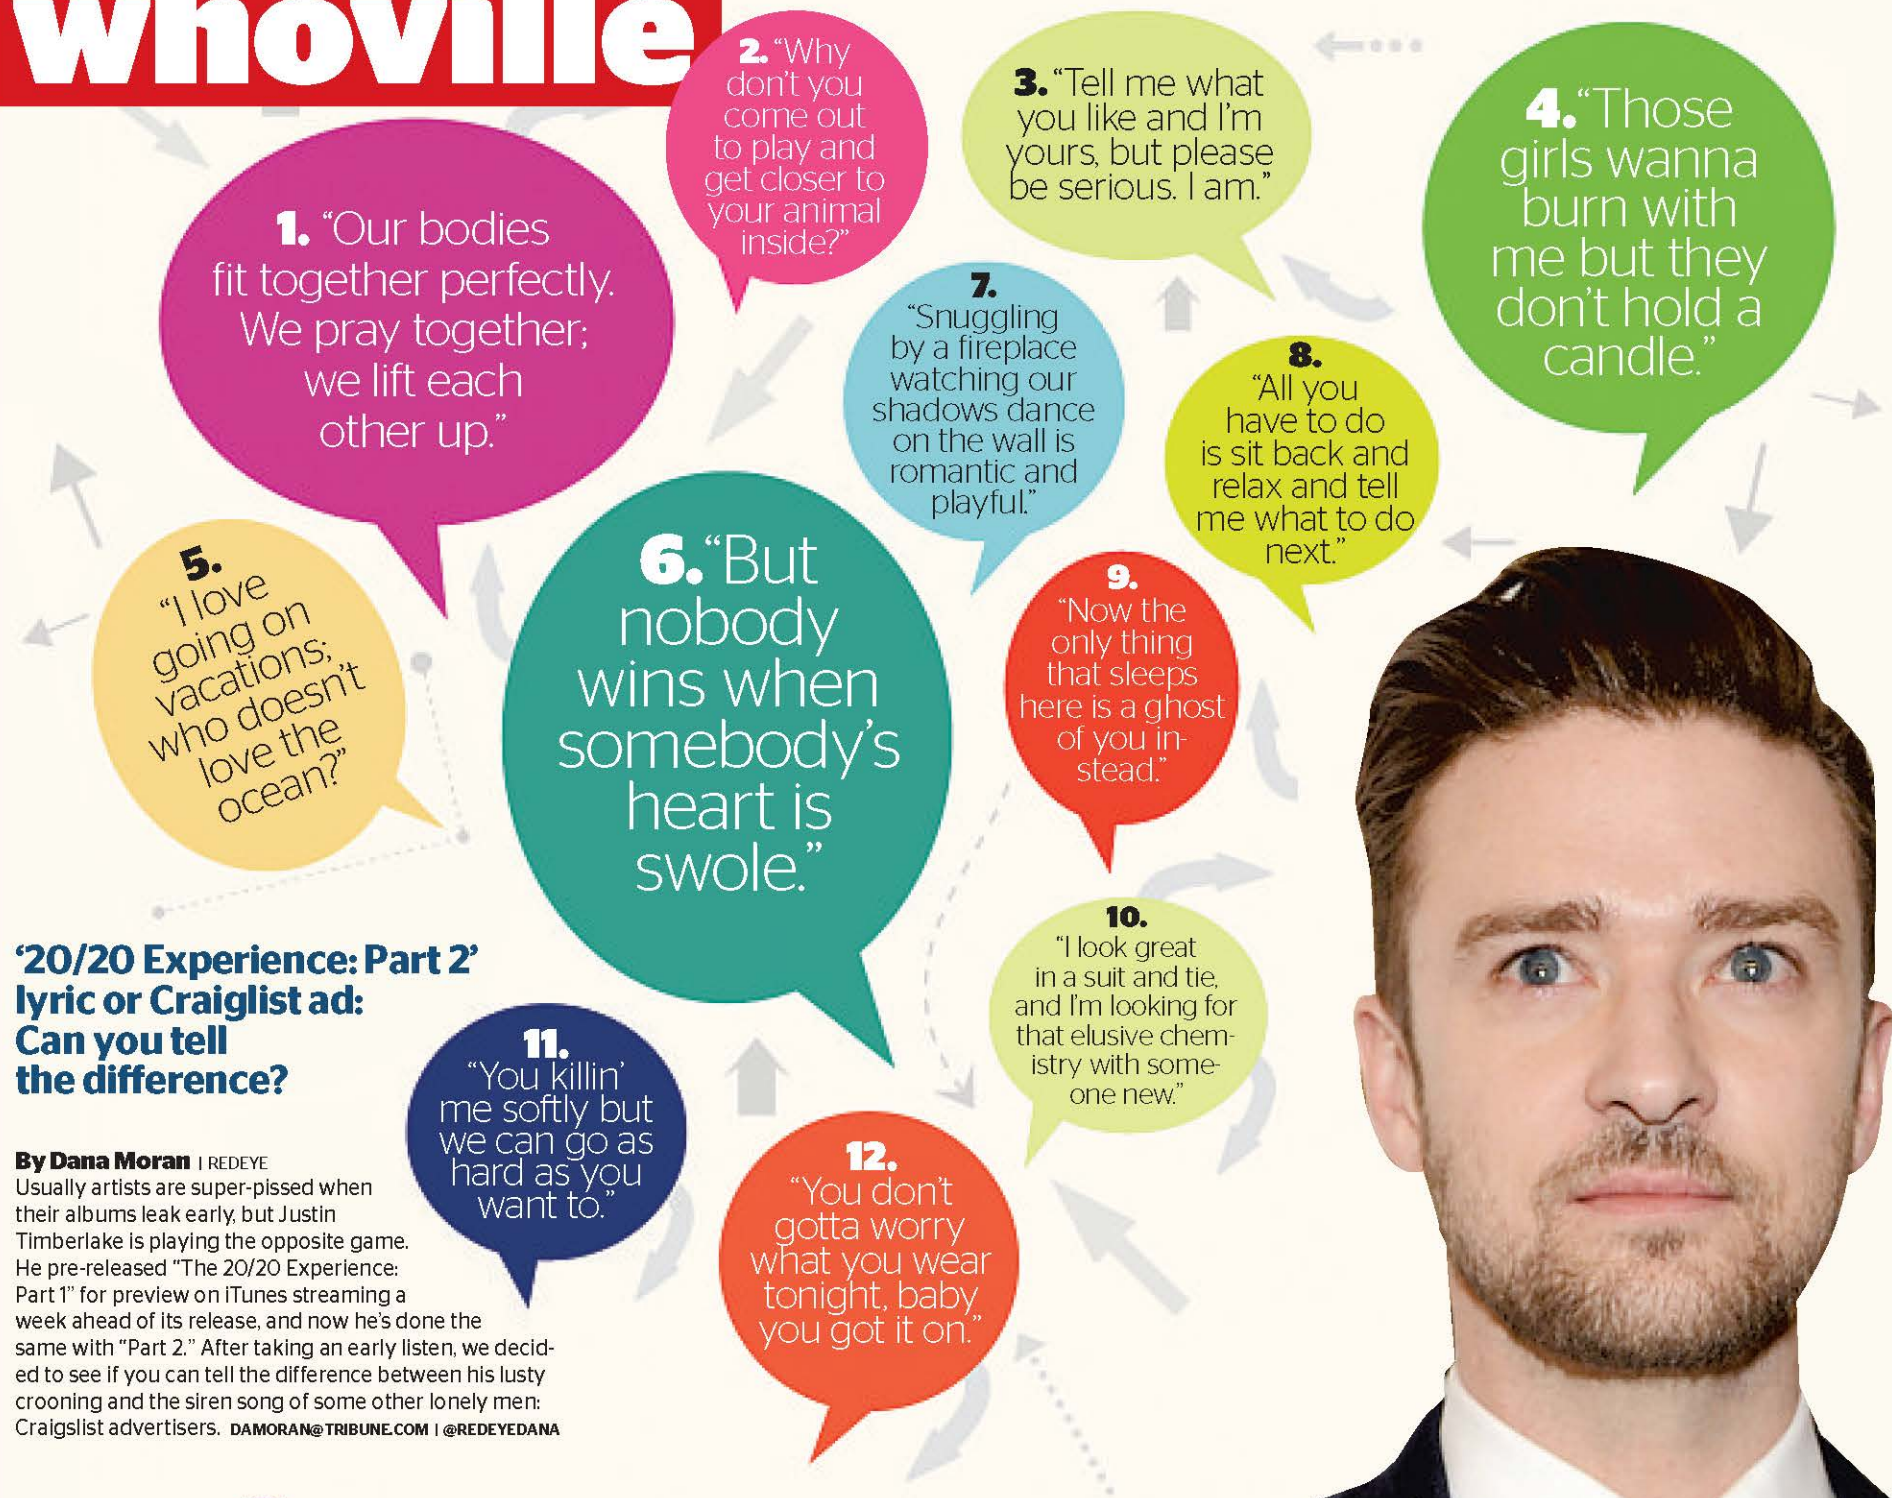 whoville
1. “Our bodies
fit together perfectly.
We pray together;
we lift each
other up.”
2. “Why
don't you
come out
to play and
get closer to
your animal
inside?”
3. “Tell me what
you like and I'm
yours, but please
be serious. I am.”
4. “Those
girls wanna
burn with
me but they
don't hold a
candle.”
5.
“I love
going on
vacations;
who doesn't
love the
ocean?”
6. “But
nobody
wins when
somebody's
heart is
swole.”
7.
“Snuggling
by a fireplace
watching our
shadows dance
on the wall is
romantic and
playful.”
8.
“All you
have to do
is sit back and
relax and tell
me what to do
next.”
9.
“Now the
only thing
that sleeps
here is a ghost
of you in-
stead.”
10.
“I look great
in a suit and tie,
and I'm looking for
that elusive chem-
istry with some-
one new.”
11.
“You killin'
me softly but
we can go as
hard as you
want to.”
12.
“You don't
gotta worry
what you wear
tonight, baby
you got it on.”
‘20/20 Experience: Part 2’
lyric or Craiglist ad:
Can you tell
the difference?
By Dana Moran | REDEYE
Usually artists are super-pissed when
their albums leak early, but Justin
Timberlake is playing the opposite game.
He pre-released “The 20/20 Experience:
Part 1” for preview on iTunes streaming a
week ahead of its release, and now he's done the
same with “Part 2.” After taking an early listen, we decid-
ed to see if you can tell the difference between his lusty
crooning and the siren song of some other lonely men:
Craigslist advertisers. DAMORAN@TRIBUNE.COM | @REDEYEDANA